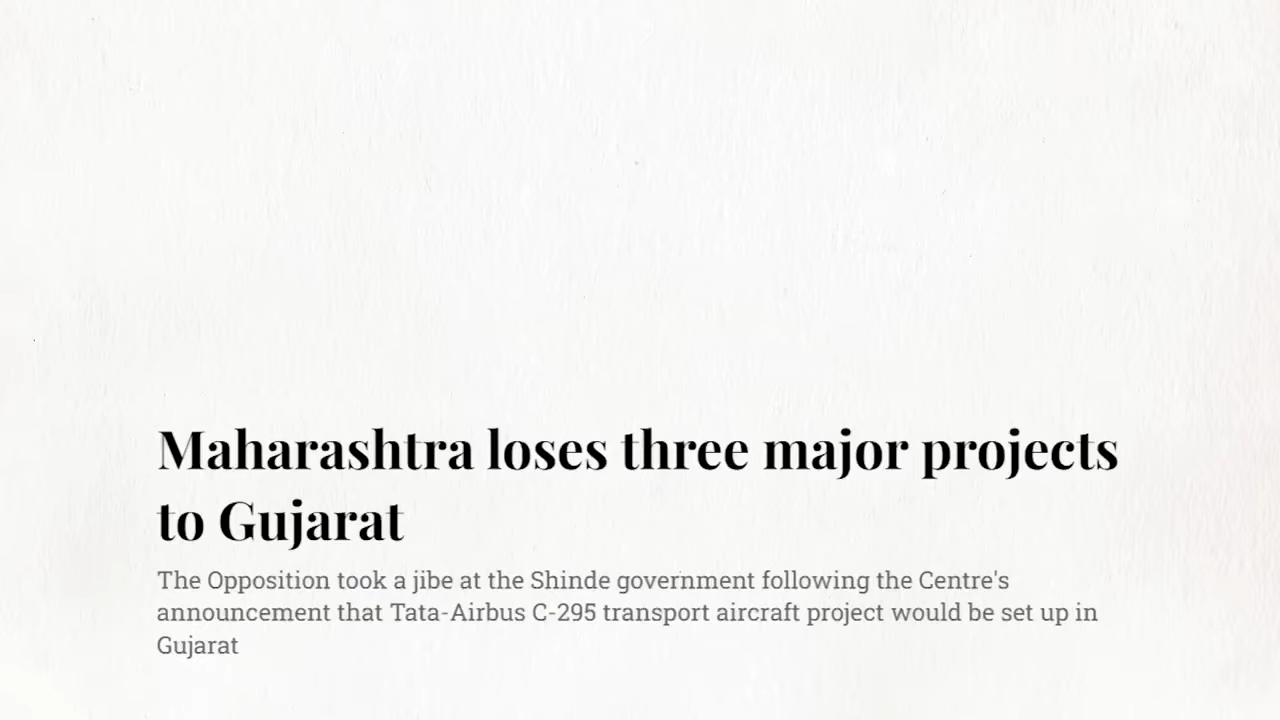 Maharashtra loses three major projects
to Gujarat
The Opposition took a jibe at the Shinde government following the Centre's
announcement that Tata-Airbus C-295 transport aircraft project would be set up in
Gujarat